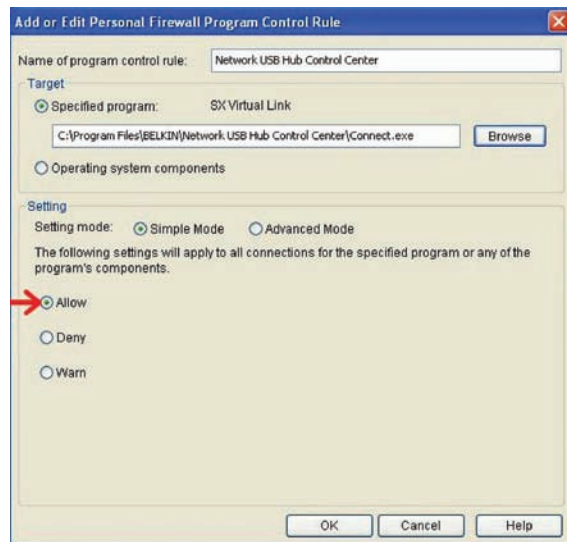 Add or Edit Personal Firewall Program Control Rule
Name of program control rule: Network USB Hub Control Center
Target
Specified program: SX Virtual Link
C:\Program Files\BELKIN\Network USB Hub Control Center\Connect.exe Browse
Operating system components
Setting
Setting mode: Simple Mode Advanced Mode
The following settings will apply to all connections for the specified program or any of the
program's components.
Allow
Deny
Warn
OK Cancel Help